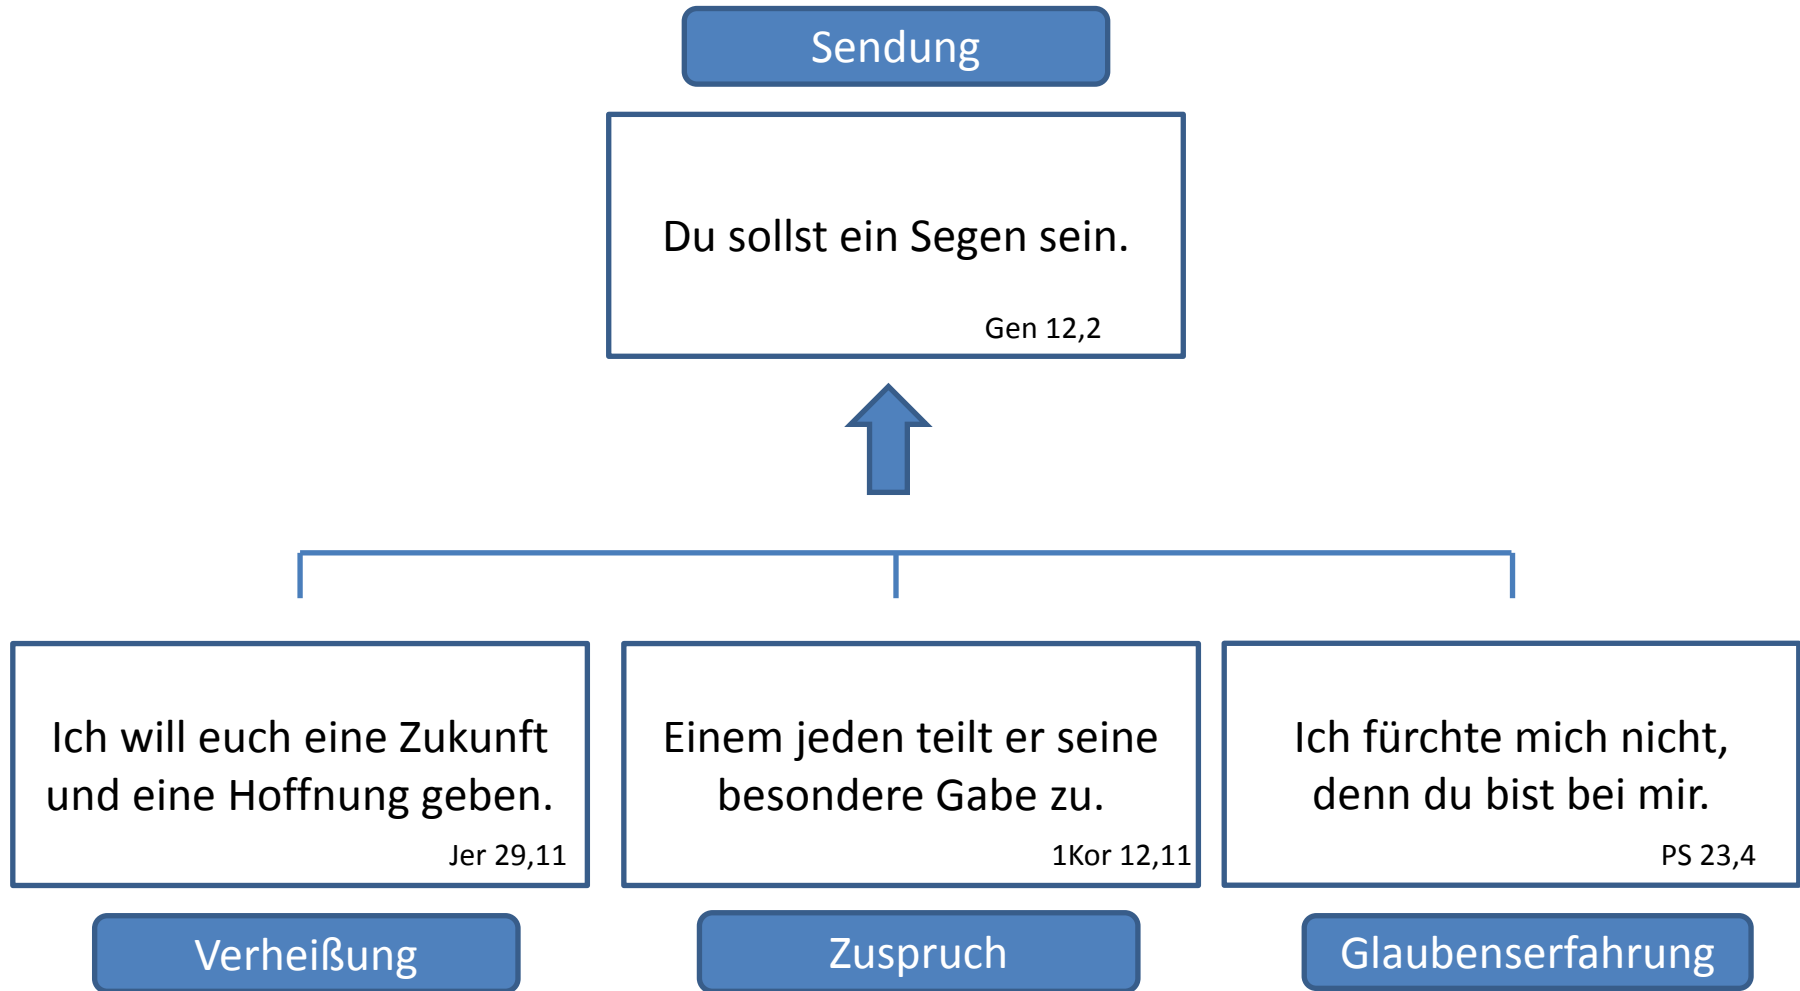 Sendung
Du sollst ein Segen sein.
Gen 12,2
Ich will euch eine Zukunft
und eine Hoffnung geben.
Jer 29,11
Verheißung
Einem jeden teilt er seine
besondere Gabe zu.
1Kor 12,11
Zuspruch
Ich fürchte mich nicht,
denn du bist bei mir.
PS 23,4
Glaubenserfahrung